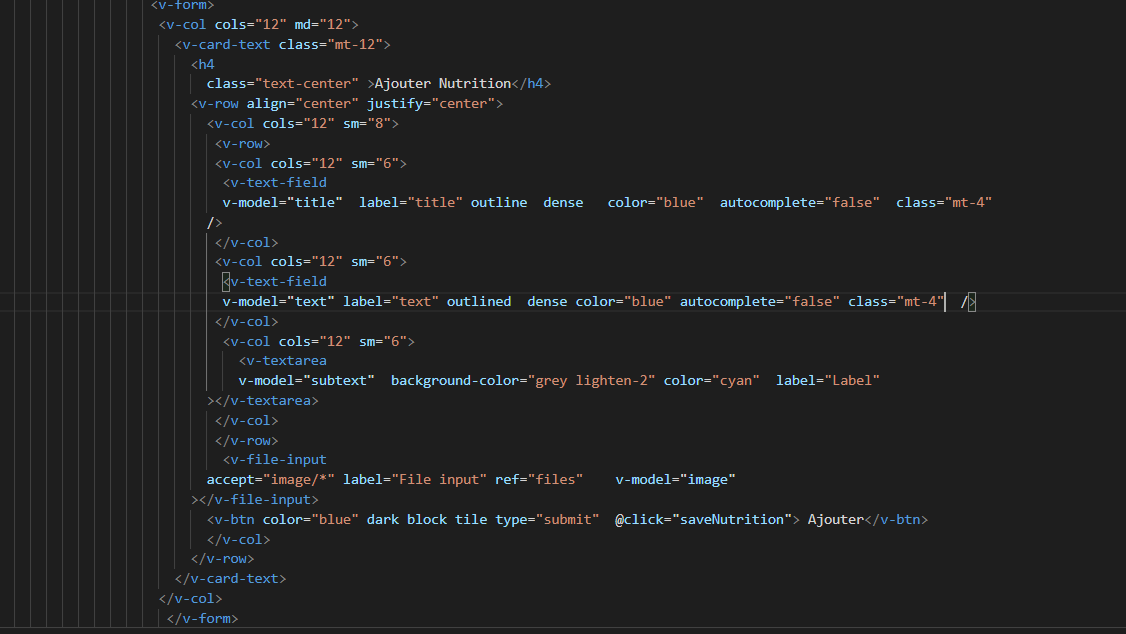 <v-form>
<v-col cols="12" md="12">
<v-card-text class="mt-12">
<h4
class="text-center" >Ajouter Nutrition</h4>
<v-row align="center" justify="center">
<v-col cols="12" sm="8">
<v-row>
<v-col cols="12" sm="6">
<v-text-field
v-model="title"  label="title" outline  dense   color="blue"  autocomplete="false"  class="mt-4"
/>
</v-col>
<v-col cols="12" sm="6">
<v-text-field
v-model="text" label="text" outlined  dense color="blue" autocomplete="false" class="mt-4"  />
</v-col>
<v-col cols="12" sm="6">
<v-textarea
v-model="subtext"  background-color="grey lighten-2" color="cyan"  label="Label"
></v-textarea>
</v-col>
</v-row>
<v-file-input
accept="image/*" label="File input" ref="files"    v-model="image"
></v-file-input>
<v-btn color="blue" dark block tile type="submit"  @click="saveNutrition"> Ajouter</v-btn>
</v-col>
</v-row>
</v-card-text>
</v-col>
</v-form>